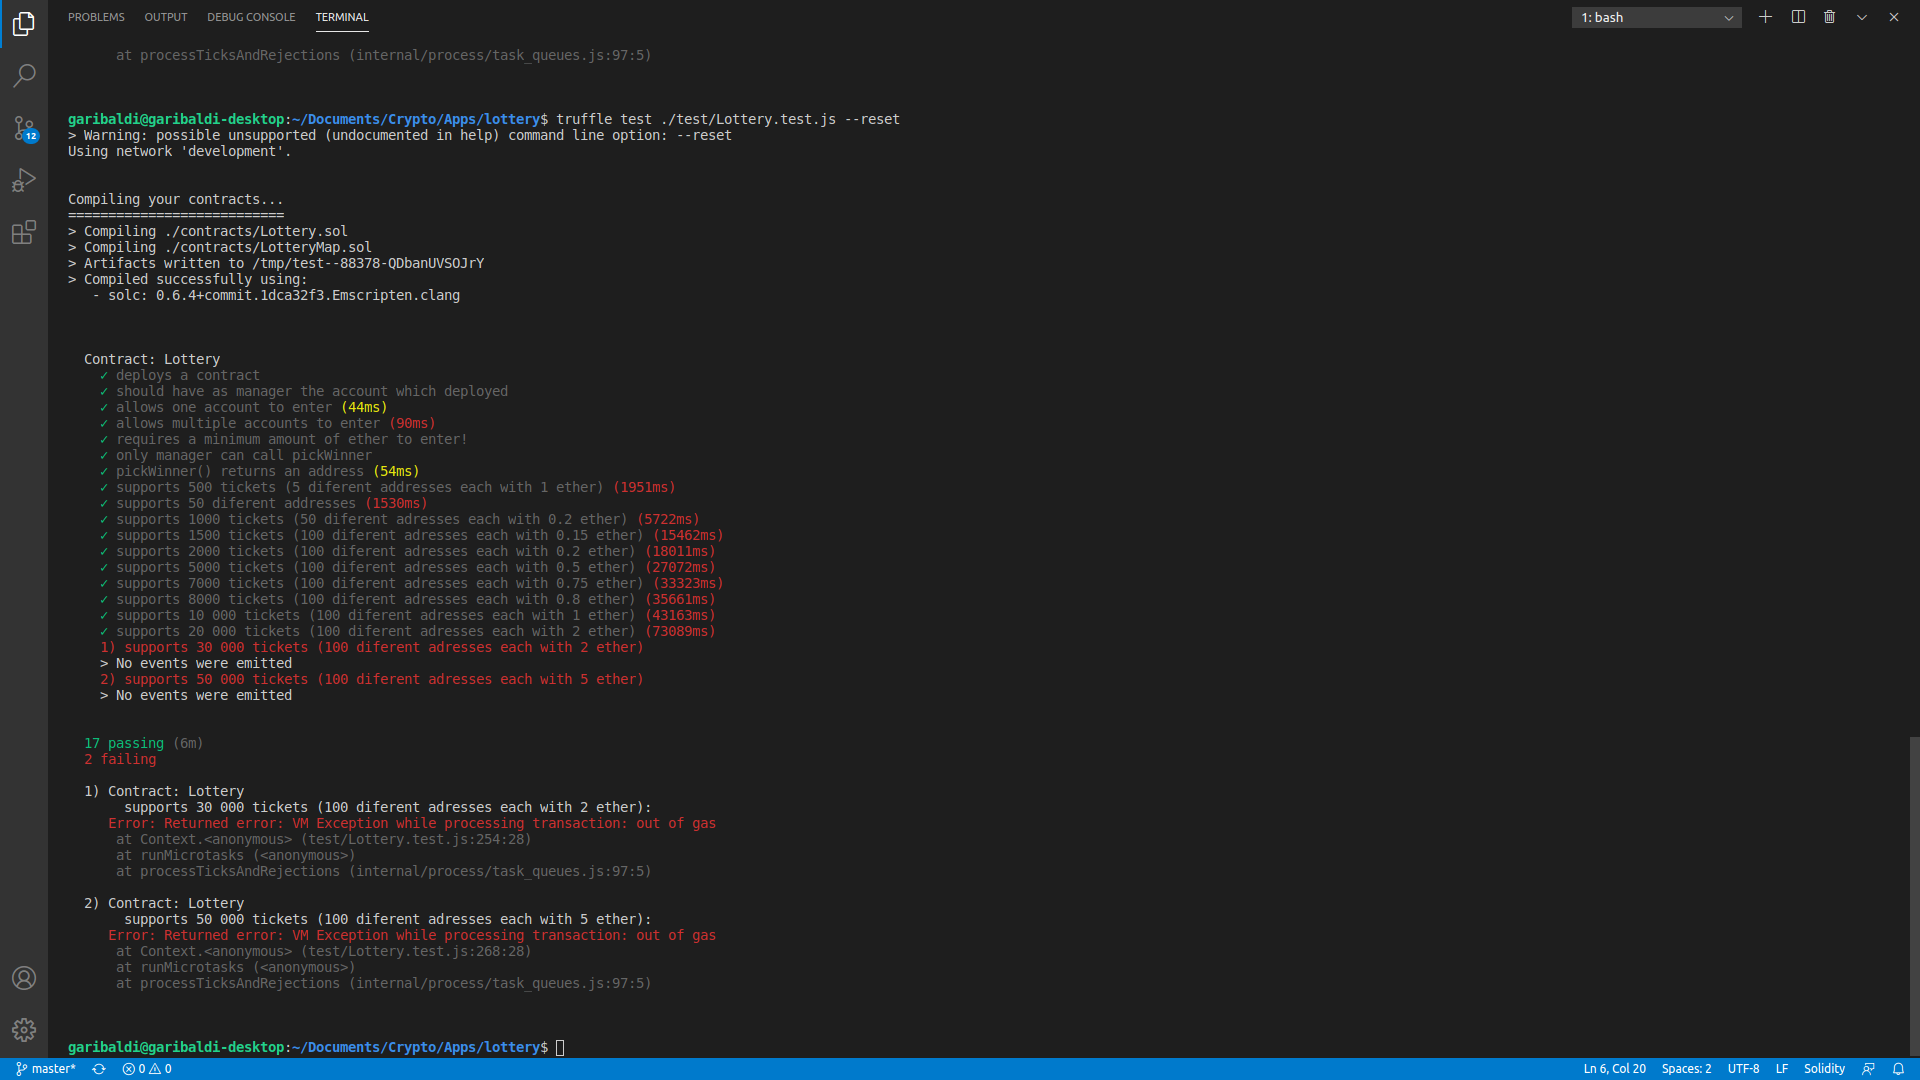 PROBLEMS OUTPUT DEBUG CONSOLE TERMINAL 1: bash
at processTicksAndRejections (internal/process/task_queues.js:97:5)
garibaldi@garibaldi-desktop:~/Documents/Crypto/Apps/lottery$ truffle test ./test/Lottery.test.js --reset
> Warning: possible unsupported (undocumented in help) command line option: --reset
Using network 'development'.
Compiling your contracts...
===========================
> Compiling ./contracts/Lottery.sol
> Compiling ./contracts/LotteryMap.sol
> Artifacts written to /tmp/test--88378-QDbanUVSOJrY
> Compiled successfully using:
- solc: 0.6.4+commit.1dca32f3.Emscripten.clang
Contract: Lottery
✓ deploys a contract
✓ should have as manager the account which deployed
✓ allows one account to enter (44ms)
✓ allows multiple accounts to enter (90ms)
✓ requires a minimum amount of ether to enter!
✓ only manager can call pickWinner
✓ pickWinner() returns an address (54ms)
✓ supports 500 tickets (5 diferent addresses each with 1 ether) (1951ms)
✓ supports 50 diferent addresses (1530ms)
✓ supports 1000 tickets (50 diferent adresses each with 0.2 ether) (5722ms)
✓ supports 1500 tickets (100 diferent adresses each with 0.15 ether) (15462ms)
✓ supports 2000 tickets (100 diferent adresses each with 0.2 ether) (18011ms)
✓ supports 5000 tickets (100 diferent adresses each with 0.5 ether) (27072ms)
✓ supports 7000 tickets (100 diferent adresses each with 0.75 ether) (33323ms)
✓ supports 8000 tickets (100 diferent adresses each with 0.8 ether) (35661ms)
✓ supports 10 000 tickets (100 diferent adresses each with 1 ether) (43163ms)
✓ supports 20 000 tickets (100 diferent adresses each with 2 ether) (73089ms)
1) supports 30 000 tickets (100 diferent adresses each with 2 ether)
> No events were emitted
2) supports 50 000 tickets (100 diferent adresses each with 5 ether)
> No events were emitted
17 passing (6m)
2 failing
1) Contract: Lottery
supports 30 000 tickets (100 diferent adresses each with 2 ether):
Error: Returned error: VM Exception while processing transaction: out of gas
at Context.<anonymous> (test/Lottery.test.js:254:28)
at runMicrotasks (<anonymous>)
at processTicksAndRejections (internal/process/task_queues.js:97:5)
2) Contract: Lottery
supports 50 000 tickets (100 diferent adresses each with 5 ether):
Error: Returned error: VM Exception while processing transaction: out of gas
at Context.<anonymous> (test/Lottery.test.js:268:28)
at runMicrotasks (<anonymous>)
at processTicksAndRejections (internal/process/task_queues.js:97:5)
garibaldi@garibaldi-desktop:~/Documents/Crypto/Apps/lottery$
12
master* 0 0 Ln 6, Col 20 Spaces: 2 UTF-8 LF Solidity